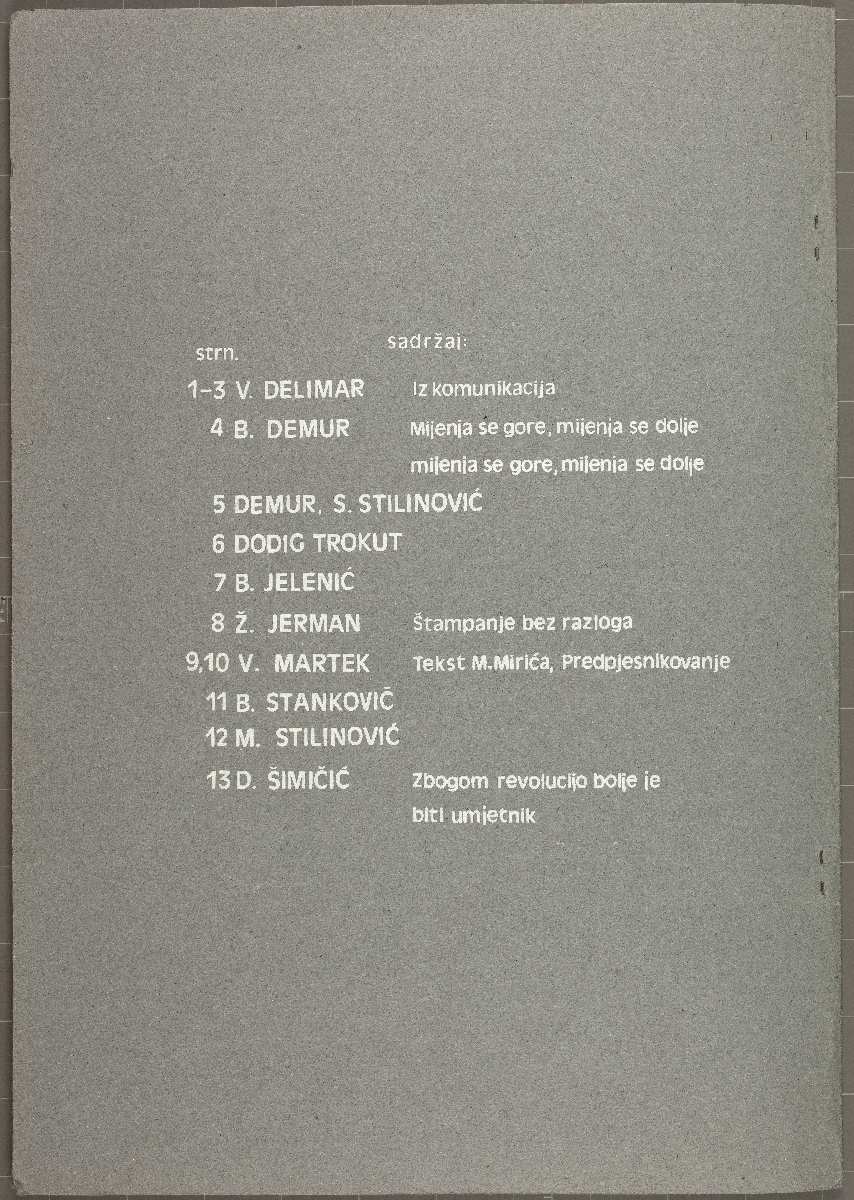 sadržaj:
strn.
1-3 V. DELIMAR Iz komunikacija
4 B. DEMUR Mijenja se gore, mijenja se dolje
mijenja se gore, mijenja se dolje
5 DEMUR, S. STILINOVIĆ
6 DODIG TROKUT
7 B. JELENIĆ
8 Ž. JERMAN Štampanje bez razloga
9,10 V. MARTEK Tekst M.Mirića, Predpjesnikovanje
11 B. STANKOVIČ
12 M. STILINOVIĆ
13 D. ŠIMIČIĆ Zbogom revolucijo bolje je
biti umjetnik